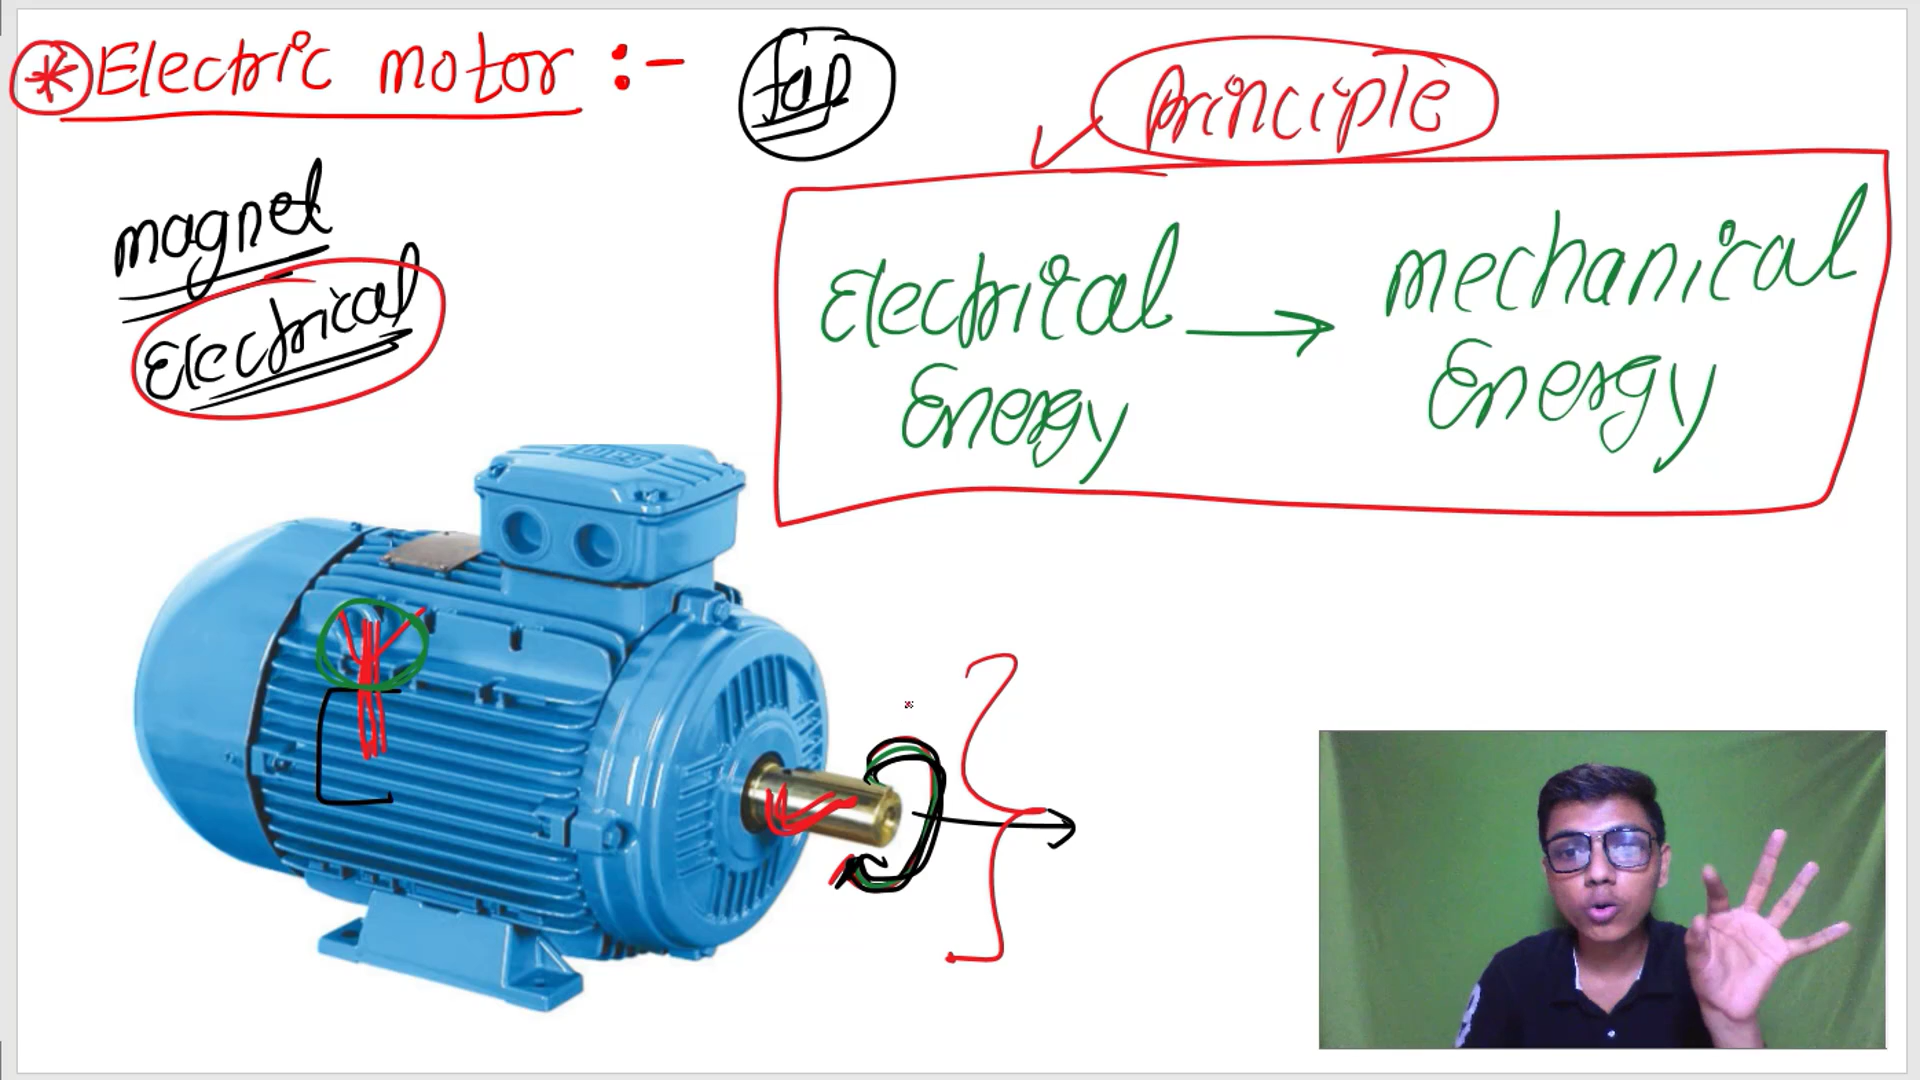 * Electric motor :-
fan
Principle
magnet
Electrical
Electrical → mechanical
Energy Energy